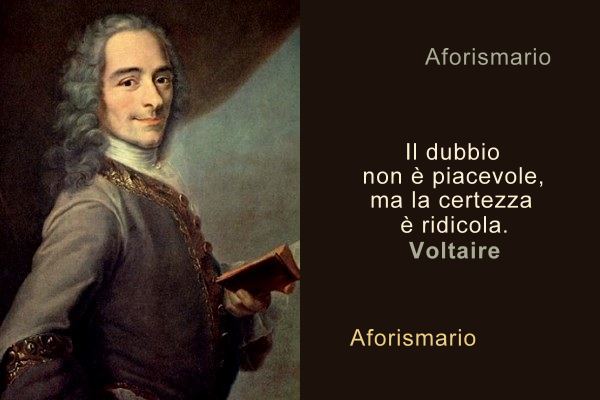 Aforismario
Il dubbio
non è piacevole,
ma la certezza
è ridicola.
Voltaire
Aforismario